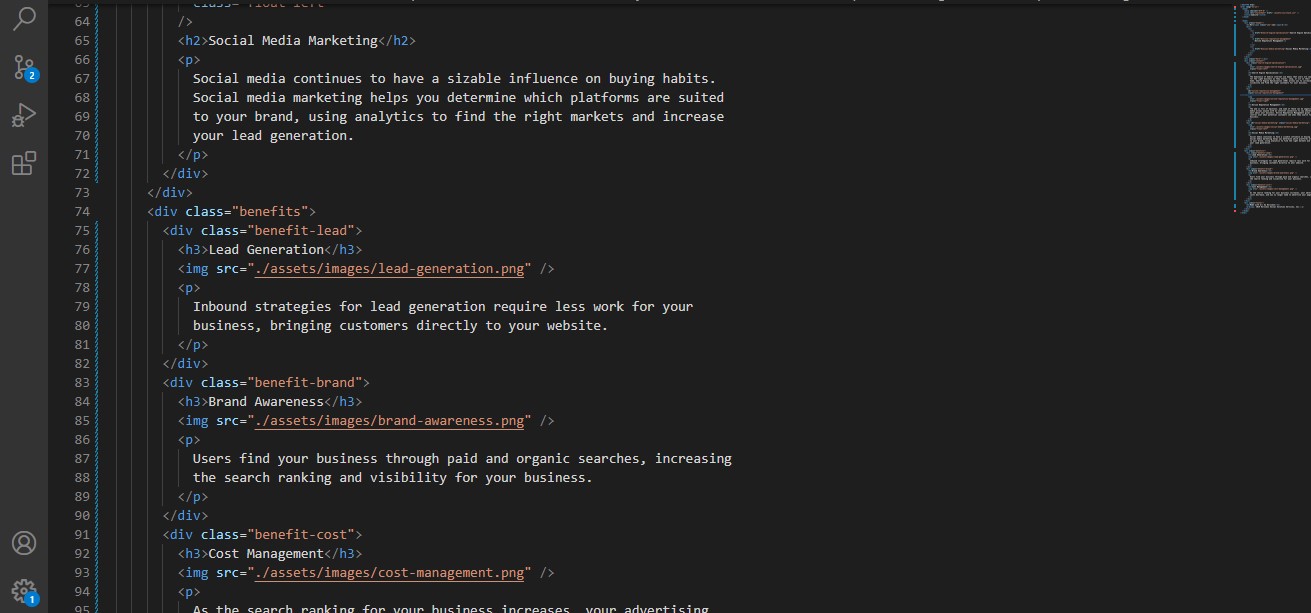 class="float-left"
64 />
65 <h2>Social Media Marketing</h2>
66 <p>
67 Social media continues to have a sizable influence on buying habits.
68 Social media marketing helps you determine which platforms are suited
69 to your brand, using analytics to find the right markets and increase
70 your lead generation.
71 </p>
72 </div>
73 </div>
74 <div class="benefits">
75 <div class="benefit-lead">
76 <h3>Lead Generation</h3>
77 <img src="./assets/images/lead-generation.png" />
78 <p>
79 Inbound strategies for lead generation require less work for your
80 business, bringing customers directly to your website.
81 </p>
82 </div>
83 <div class="benefit-brand">
84 <h3>Brand Awareness</h3>
85 <img src="./assets/images/brand-awareness.png" />
86 <p>
87 Users find your business through paid and organic searches, increasing
88 the search ranking and visibility for your business.
89 </p>
90 </div>
91 <div class="benefit-cost">
92 <h3>Cost Management</h3>
93 <img src="./assets/images/cost-management.png" />
94 <p>
95 As the search ranking for your business increases, your advertising
2
1